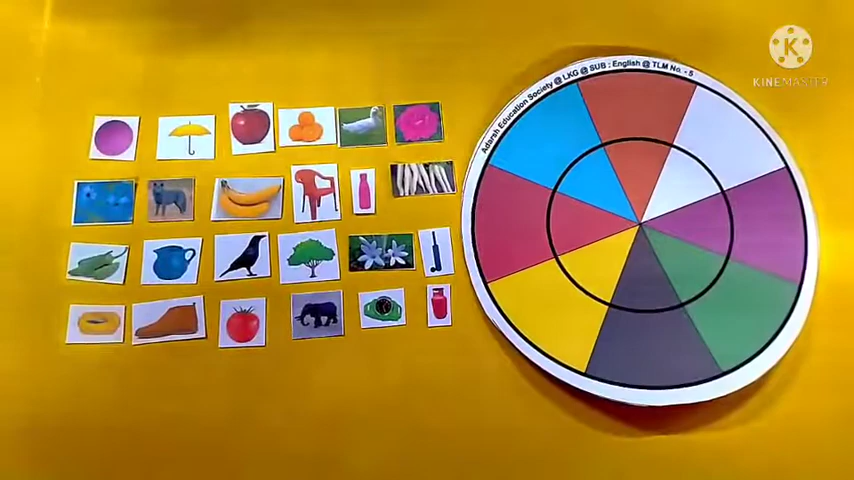 Adarsh Education Society @ LKG @ SUB : English @ TLM No. - 5
K
KINEMASTER